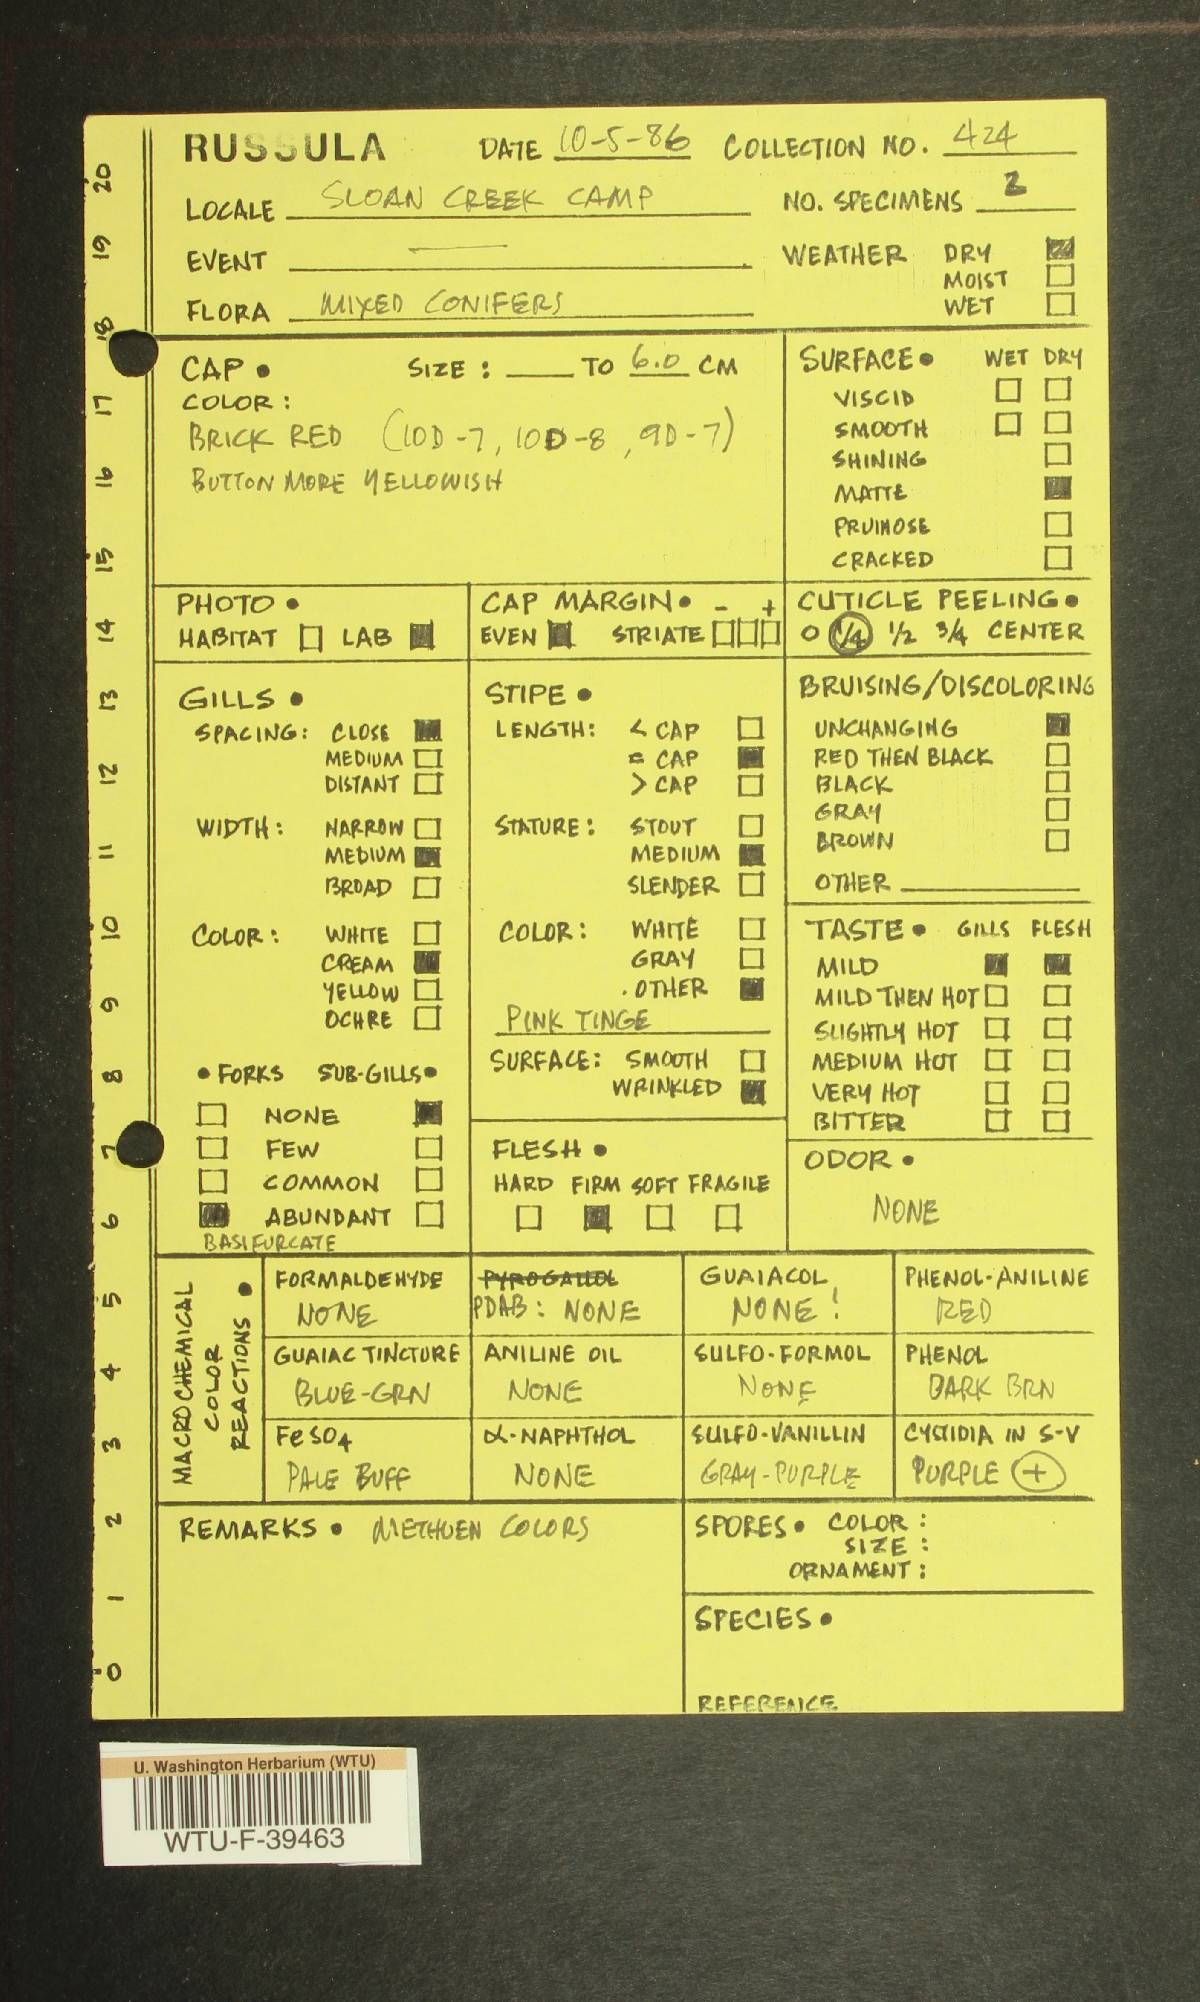 RUSSULA DATE 10-5-86 COLLECTION NO. 424
LOCALE SLOAN CREEK CAMP NO. SPECIMENS 2
EVENT — WEATHER DRY
MOIST
FLORA MIXED CONIFERS WET
CAP • SIZE : ___ TO 6.0 CM
COLOR :
BRICK RED (10D-7, 10D-8, 9D-7)
BUTTON MORE YELLOWISH
SURFACE • WET DRY
VISCID
SMOOTH
SHINING
MATTE
PRUINOSE
CRACKED
PHOTO •
HABITAT LAB
CAP MARGIN • - +
EVEN STRIATE
CUTICLE PEELING •
0 1/4 1/2 3/4 CENTER
GILLS •
SPACING: CLOSE
MEDIUM
DISTANT
WIDTH: NARROW
MEDIUM
BROAD
COLOR: WHITE
CREAM
YELLOW
OCHRE
• FORKS SUB-GILLS •
NONE
FEW
COMMON
ABUNDANT
BASIFURCATE
STIPE •
LENGTH: < CAP
= CAP
> CAP
STATURE: STOUT
MEDIUM
SLENDER
COLOR: WHITE
GRAY
. OTHER
PINK TINGE
SURFACE: SMOOTH
WRINKLED
FLESH •
HARD FIRM SOFT FRAGILE
BRUISING/DISCOLORING
UNCHANGING
RED THEN BLACK
BLACK
GRAY
BROWN
OTHER
TASTE • GILLS FLESH
MILD
MILD THEN HOT
SLIGHTLY HOT
MEDIUM HOT
VERY HOT
BITTER
ODOR •
NONE
MACROCHEMICAL
COLOR
REACTIONS •
FORMALDEHYDE
NONE
PYROGALLOL
PDAB : NONE
GUAIACOL
NONE !
PHENOL-ANILINE
RED
GUAIAC TINCTURE
BLUE-GRN
ANILINE OIL
NONE
SULFO-FORMOL
NONE
PHENOL
DARK BRN
FeSO4
PALE BUFF
α-NAPHTHOL
NONE
SULFO-VANILLIN
GRAY-PURPLE
CYSTIDIA IN S-V
PURPLE +
REMARKS • METHUEN COLORS
SPORES • COLOR :
SIZE :
ORNAMENT :
SPECIES •
REFERENCE
20
19
18
17
16
15
14
13
12
11
10
9
8
7
6
5
4
3
2
1
0
U. Washington Herbarium (WTU)
WTU-F-39463